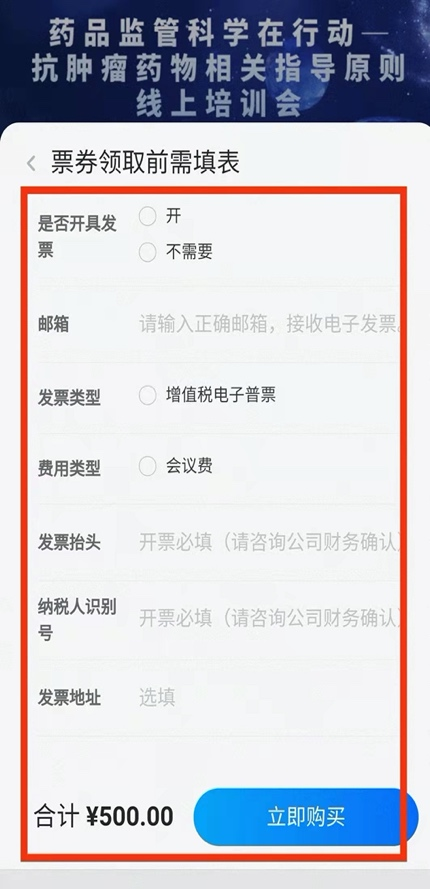 药品监管科学在行动—
抗肿瘤药物相关指导原则
线上培训会
票券领取前需填表
是否开具发
票
开
不需要
邮箱
请输入正确邮箱，接收电子发票。
发票类型
增值税电子普票
费用类型
会议费
发票抬头
开票必填（请咨询公司财务确认）
纳税人识别
号
开票必填（请咨询公司财务确认）
发票地址
选填
合计 ¥500.00
立即购买